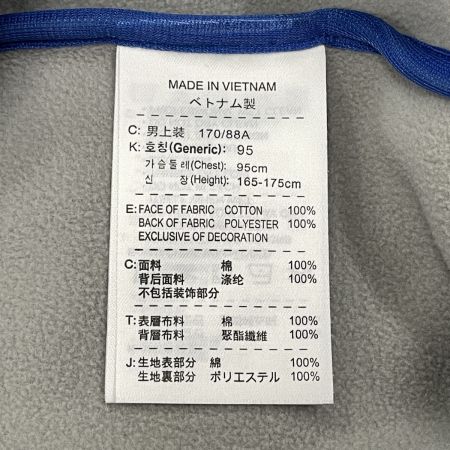 MADE IN VIETNAM
ベトナム製
C: 男上装 170/88A
K: 호칭(Generic): 95
가슴둘레(Chest): 95cm
신 장(Height): 165-175cm
E: FACE OF FABRIC COTTON 100%
BACK OF FABRIC POLYESTER 100%
EXCLUSIVE OF DECORATION
C: 面料 棉 100%
背后面料 涤纶 100%
不包括装饰部分
T: 表層布料 棉 100%
背層布料 聚酯纖維 100%
J: 生地表部分 綿 100%
生地裏部分 ポリエステル 100%